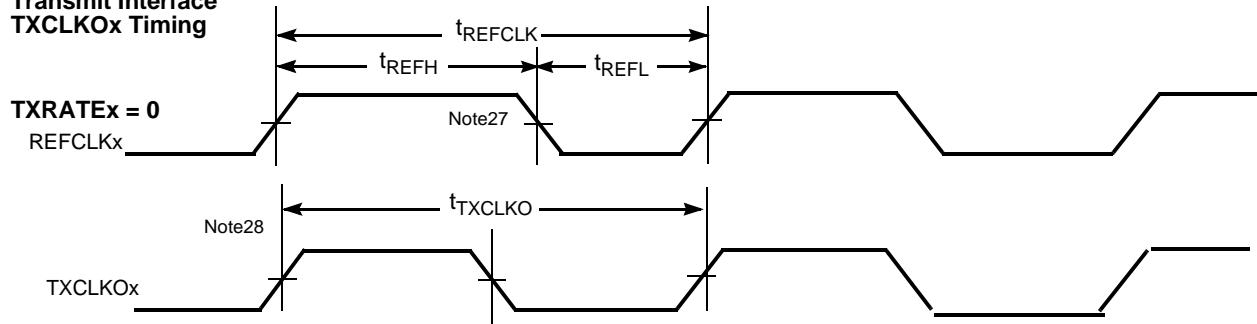 Transmit Interface
TXCLKOx Timing
tREFCLK
tREFH
tREFL
TXRATEx = 0
Note27
REFCLKx
tTXCLKO
Note28
TXCLKOx